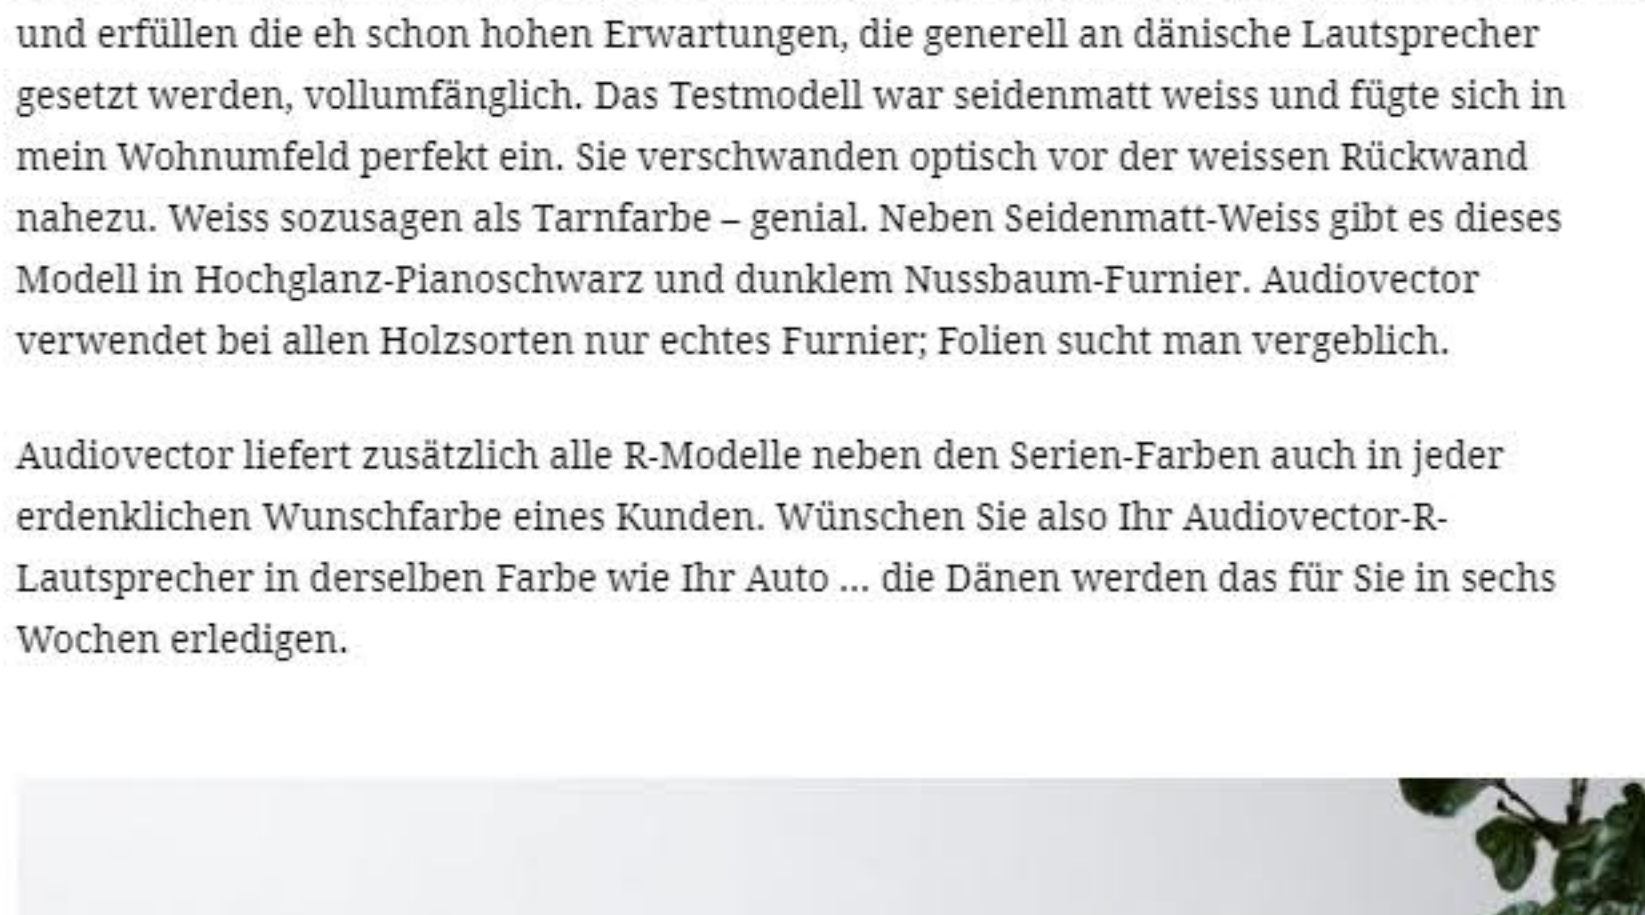 und erfüllen die eh schon hohen Erwartungen, die generell an dänische Lautsprecher
gesetzt werden, vollumfänglich. Das Testmodell war seidenmatt weiss und fügte sich in
mein Wohnumfeld perfekt ein. Sie verschwanden optisch vor der weissen Rückwand
nahezu. Weiss sozusagen als Tarnfarbe – genial. Neben Seidenmatt-Weiss gibt es dieses
Modell in Hochglanz-Pianoschwarz und dunklem Nussbaum-Furnier. Audiovector
verwendet bei allen Holzsorten nur echtes Furnier; Folien sucht man vergeblich.
Audiovector liefert zusätzlich alle R-Modelle neben den Serien-Farben auch in jeder
erdenklichen Wunschfarbe eines Kunden. Wünschen Sie also Ihr Audiovector-R-
Lautsprecher in derselben Farbe wie Ihr Auto ... die Dänen werden das für Sie in sechs
Wochen erledigen.